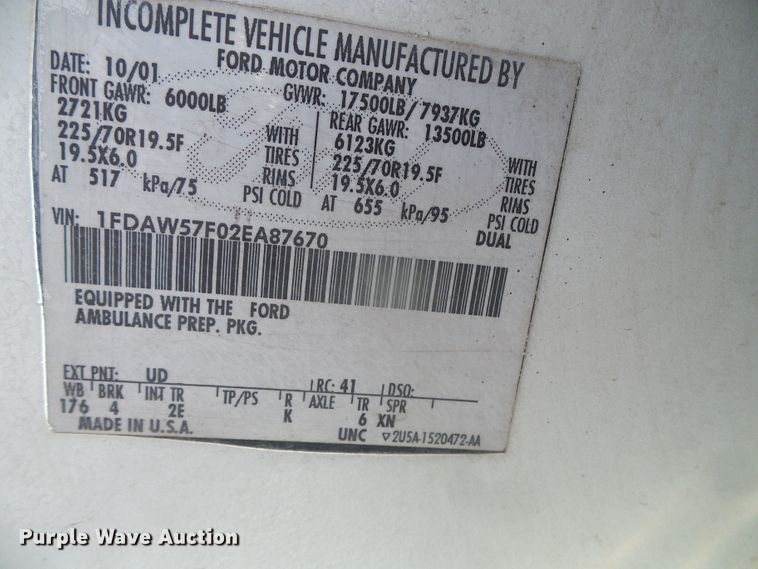 INCOMPLETE VEHICLE MANUFACTURED BY
FORD MOTOR COMPANY
DATE: 10/01 GVWR: 17500LB/ 7937KG
FRONT GAWR: 6000LB REAR GAWR: 13500LB
2721KG 6123KG
225/70R19.5F WITH TIRES 225/70R19.5F WITH TIRES
19.5X6.0 RIMS 19.5X6.0 RIMS
AT 517 kPa/75 PSI COLD AT 655 kPa/95 PSI COLD
DUAL
VIN: 1FDAW57F02EA87670
EQUIPPED WITH THE FORD
AMBULANCE PREP. PKG.
EXT PNT: UD RC: 41 DSO:
WB BRK INT TR TP/PS R AXLE TR SPR
176 4 2E K 6 XN
MADE IN U.S.A. UNC ▽2U5A-1520472-AA
Purple Wave Auction